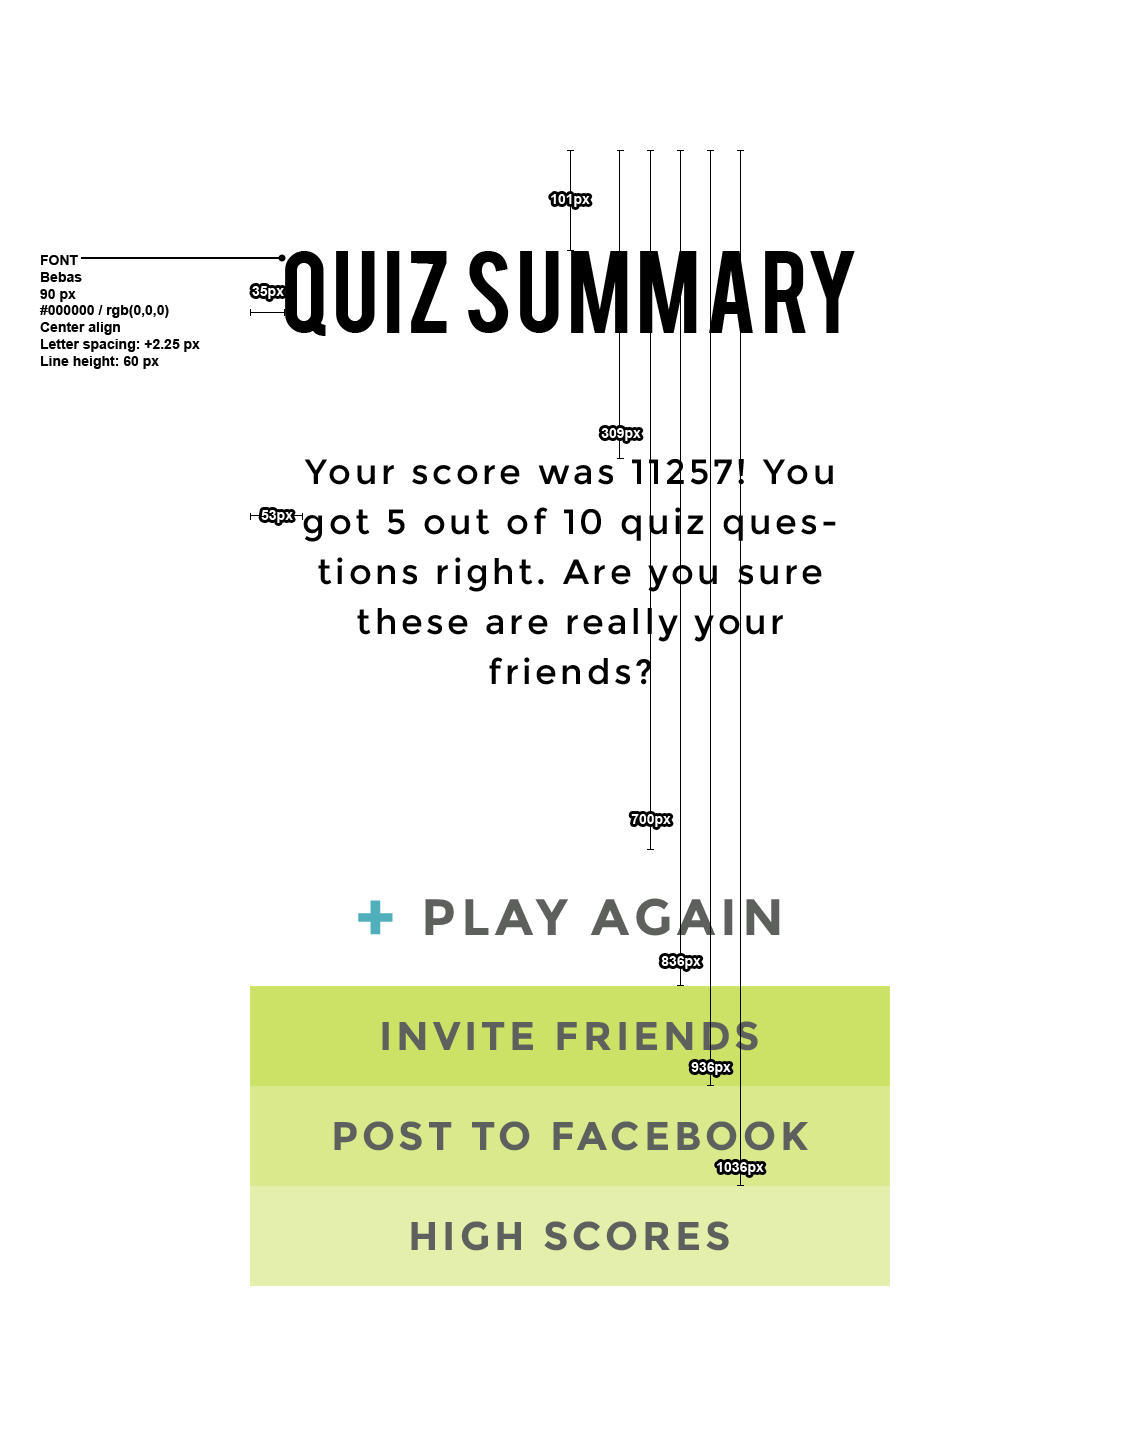 101px
FONT
Bebas
90 px
#000000 / rgb(0,0,0)
Center align
Letter spacing: +2.25 px
Line height: 60 px
35px
QUIZ SUMMARY
309px
Your score was 11257! You
53px
got 5 out of 10 quiz ques-
tions right. Are you sure
these are really your
friends?
700px
+ PLAY AGAIN
836px
INVITE FRIENDS
936px
POST TO FACEBOOK
1036px
HIGH SCORES